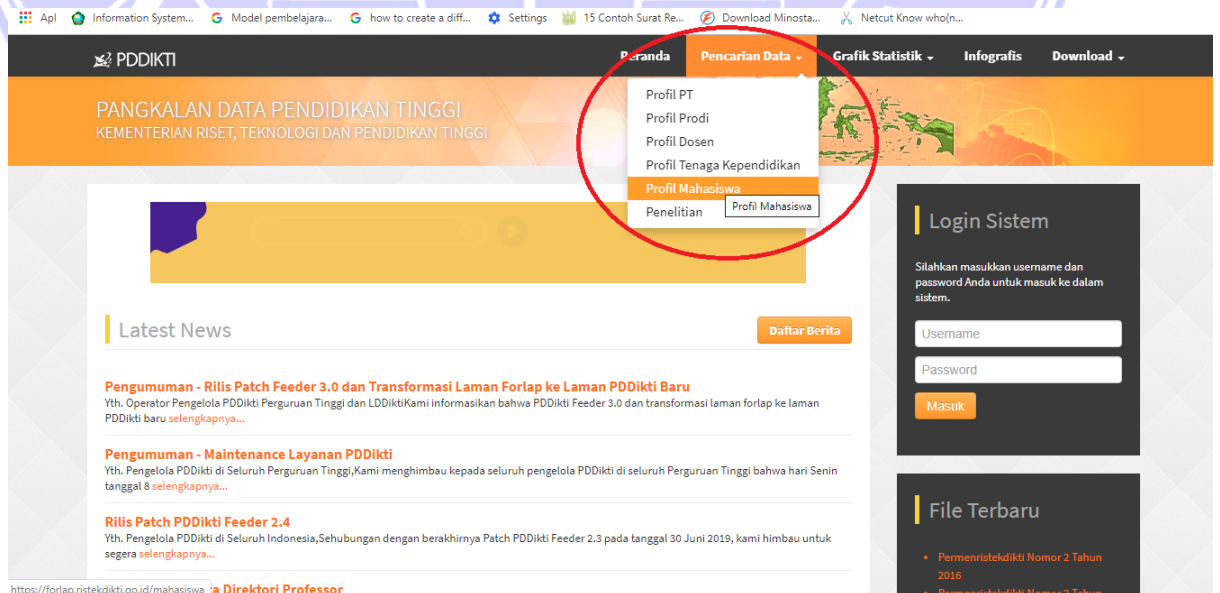 Apl Information System... Model pembelajara... how to create a diff... Settings 15 Contoh Surat Re... Download Minosta... Netcut Know who(n...
PDDIKTI Beranda Pencarian Data Grafik Statistik Infografis Download
PANGKALAN DATA PENDIDIKAN TINGGI
KEMENTERIAN RISET, TEKNOLOGI DAN PENDIDIKAN TINGGI
Profil PT
Profil Prodi
Profil Dosen
Profil Tenaga Kependidikan
Profil Mahasiswa
Profil Mahasiswa
Penelitian
Login Sistem
Silahkan masukkan username dan
password Anda untuk masuk ke dalam
sistem.
Username
Password
Masuk
Latest News
Daftar Berita
Pengumuman - Rilis Patch Feeder 3.0 dan Transformasi Laman Forlap ke Laman PDDikti Baru
Yth. Operator Pengelola PDDikti Perguruan Tinggi dan LDDiktiKami informasikan bahwa PDDikti Feeder 3.0 dan transformasi laman forlap ke laman
PDDikti baru selengkapnya...
Pengumuman - Maintenance Layanan PDDikti
Yth. Pengelola PDDikti di Seluruh Perguruan Tinggi,Kami menghimbau kepada seluruh pengelola PDDikti di seluruh Perguruan Tinggi bahwa hari Senin
tanggal 8 selengkapnya...
Rilis Patch PDDikti Feeder 2.4
Yth. Pengelola PDDikti di Seluruh Indonesia,Sehubungan dengan berakhirnya Patch PDDikti Feeder 2.3 pada tanggal 30 Juni 2019, kami himbau untuk
segera selengkapnya...
Direktori Professor
File Terbaru
Permenristekdikti Nomor 2 Tahun
2016
Permenristekdikti Nomor 2 Tahun
https://forlap.ristekdikti.go.id/mahasiswa